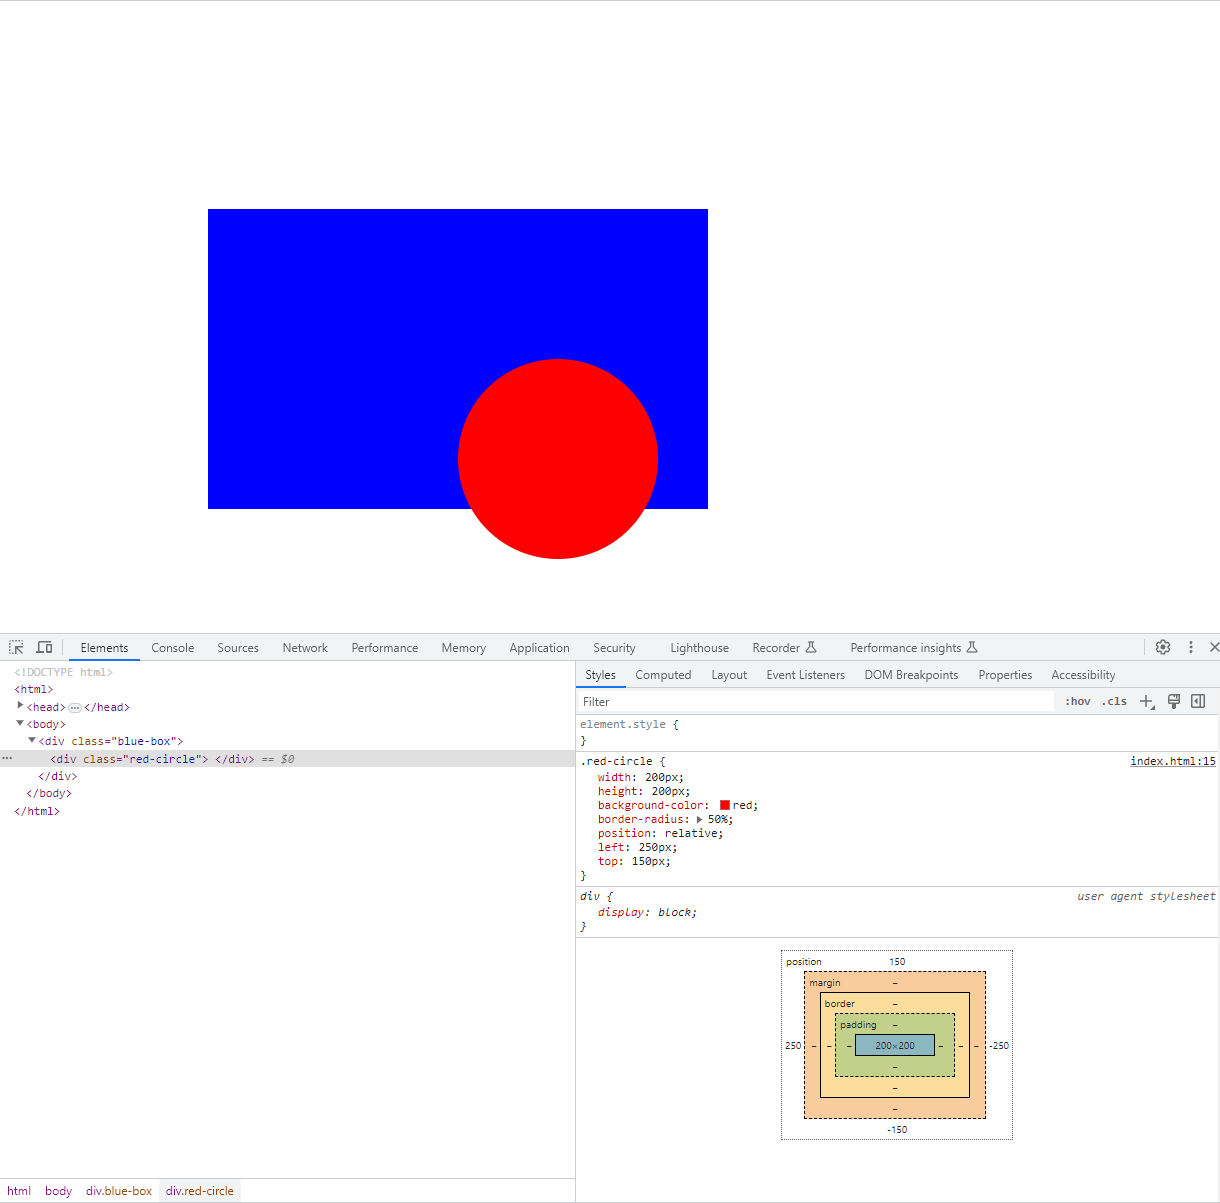 Elements Console Sources Network Performance Memory Application Security Lighthouse Recorder Performance insights
<!DOCTYPE html>
<html>
<head> ⋯ </head>
<body>
<div class="blue-box">
<div class="red-circle"> </div> == $0
</div>
</body>
</html>
html body div.blue-box div.red-circle
Styles Computed Layout Event Listeners DOM Breakpoints Properties Accessibility
Filter :hov .cls
element.style {
}
.red-circle { index.html:15
width: 200px;
height: 200px;
background-color: red;
border-radius: 50%;
position: relative;
left: 250px;
top: 150px;
}
div { user agent stylesheet
display: block;
}
position 150
margin –
border –
padding –
250 – – – 200×200 – – – -250
–
–
–
-150